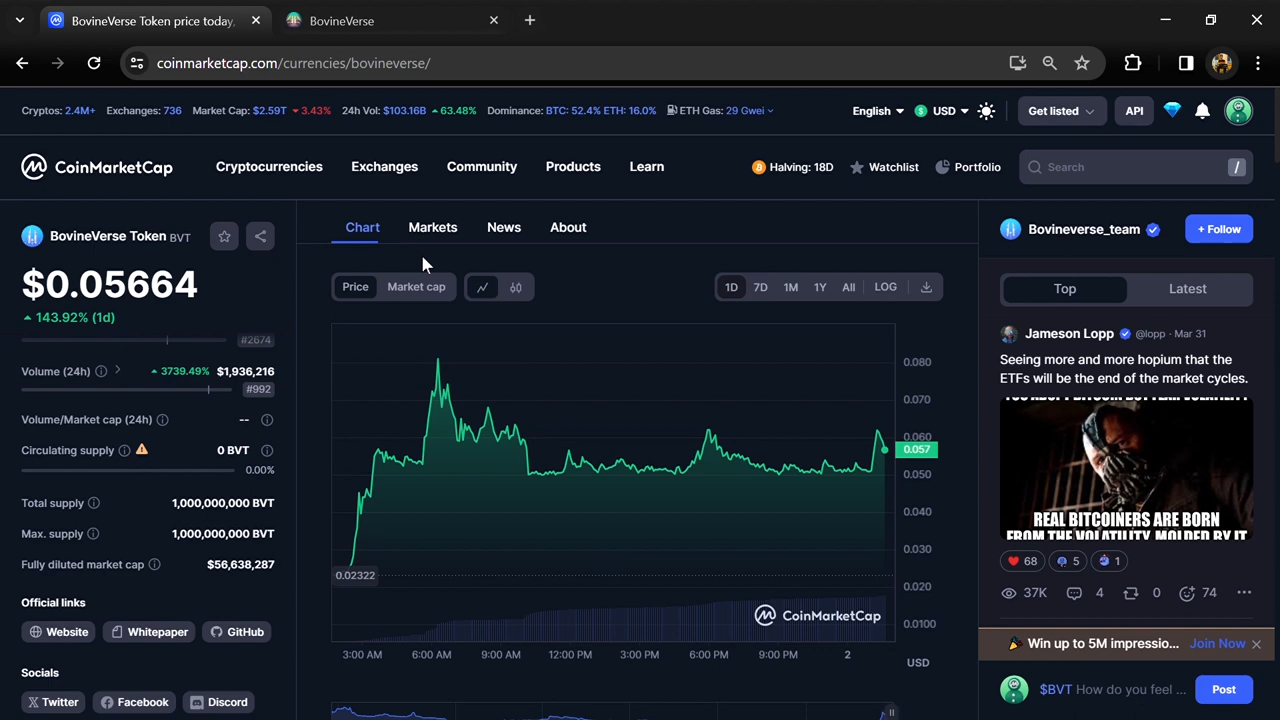 BovineVerse Token price today,
BovineVerse
coinmarketcap.com/currencies/bovineverse/
Cryptos: 2.4M+ Exchanges: 736 Market Cap: $2.59T 3.43% 24h Vol: $103.16B 63.48% Dominance: BTC: 52.4% ETH: 16.0% ETH Gas: 29 Gwei
English USD Get listed API
CoinMarketCap
Cryptocurrencies Exchanges Community Products Learn
Halving: 18D Watchlist Portfolio Search /
BovineVerse Token BVT
$0.05664
143.92% (1d)
#2674
Volume (24h) 3739.49% $1,936,216
#992
Volume/Market cap (24h) --
Circulating supply 0 BVT
0.00%
Total supply 1,000,000,000 BVT
Max. supply 1,000,000,000 BVT
Fully diluted market cap $56,638,287
Official links
Website Whitepaper GitHub
Socials
Twitter Facebook Discord
Chart Markets News About
Price Market cap
1D 7D 1M 1Y All LOG
0.080
0.070
0.060
0.057
0.050
0.040
0.030
0.02322
0.020
0.0100
CoinMarketCap
3:00 AM 6:00 AM 9:00 AM 12:00 PM 3:00 PM 6:00 PM 9:00 PM 2
USD
Bovineverse_team + Follow
Top Latest
Jameson Lopp @lopp · Mar 31
Seeing more and more hopium that the
ETFs will be the end of the market cycles.
REAL BITCOINERS ARE BORN
FROM THE VOLATILITY, MOLDED BY IT
68 5 1
37K 4 0 74
Win up to 5M impressio... Join Now
$BVT How do you feel ... Post